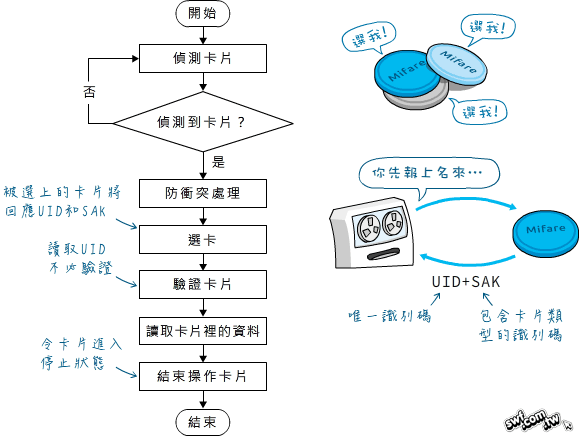 開始
偵測卡片
否
偵測到卡片？
是
防衝突處理
被選上的卡片將
回應UID和SAK
選卡
讀取UID
不必驗證
驗證卡片
讀取卡片裡的資料
令卡片進入
停止狀態
結束操作卡片
結束
選我!
選我!
Mifare
Mifare
選我!
你先報上名來…
Mifare
UID+SAK
唯一識別碼
包含卡片類
型的識別碼
swf.com.tw